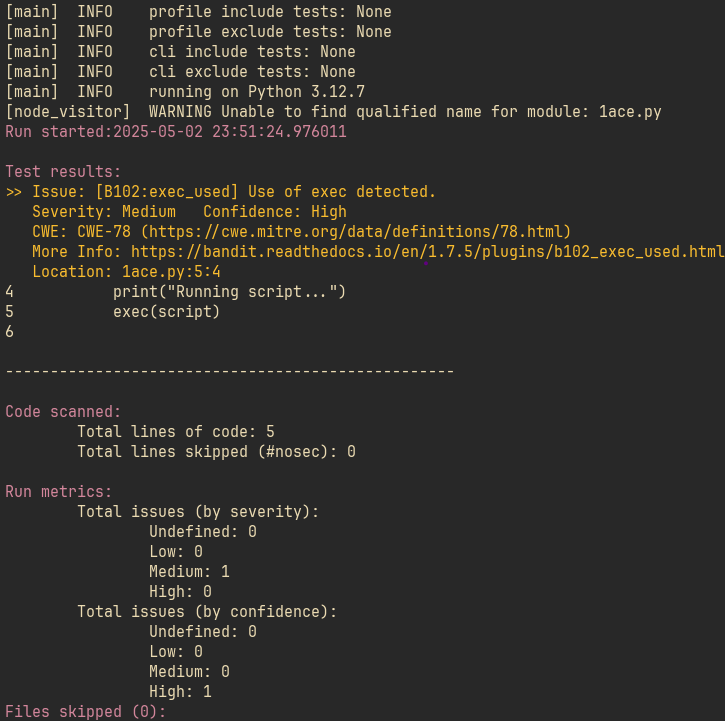 [main]  INFO    profile include tests: None
[main]  INFO    profile exclude tests: None
[main]  INFO    cli include tests: None
[main]  INFO    cli exclude tests: None
[main]  INFO    running on Python 3.12.7
[node_visitor]  WARNING Unable to find qualified name for module: 1ace.py
Run started:2025-05-02 23:51:24.976011
Test results:
>> Issue: [B102:exec_used] Use of exec detected.
   Severity: Medium   Confidence: High
   CWE: CWE-78 (https://cwe.mitre.org/data/definitions/78.html)
   More Info: https://bandit.readthedocs.io/en/1.7.5/plugins/b102_exec_used.html
   Location: 1ace.py:5:4
4           print("Running script...")
5           exec(script)
6
--------------------------------------------------
Code scanned:
        Total lines of code: 5
        Total lines skipped (#nosec): 0
Run metrics:
        Total issues (by severity):
                Undefined: 0
                Low: 0
                Medium: 1
                High: 0
        Total issues (by confidence):
                Undefined: 0
                Low: 0
                Medium: 0
                High: 1
Files skipped (0):